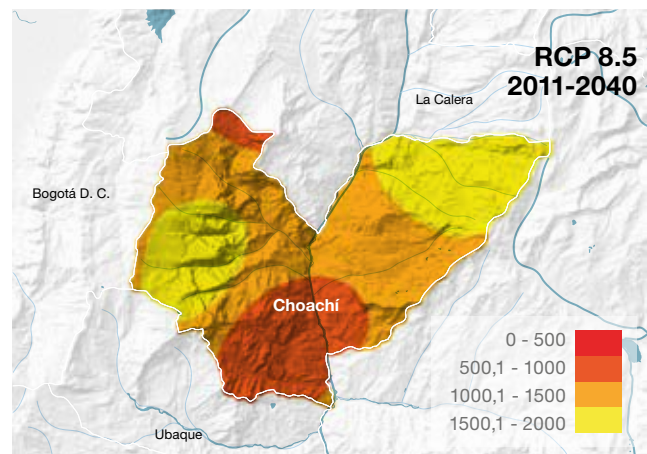 RCP 8.5
2011-2040
La Calera
Bogotá D. C.
Choachí
0 - 500
500,1 - 1000
1000,1 - 1500
1500,1 - 2000
Ubaque